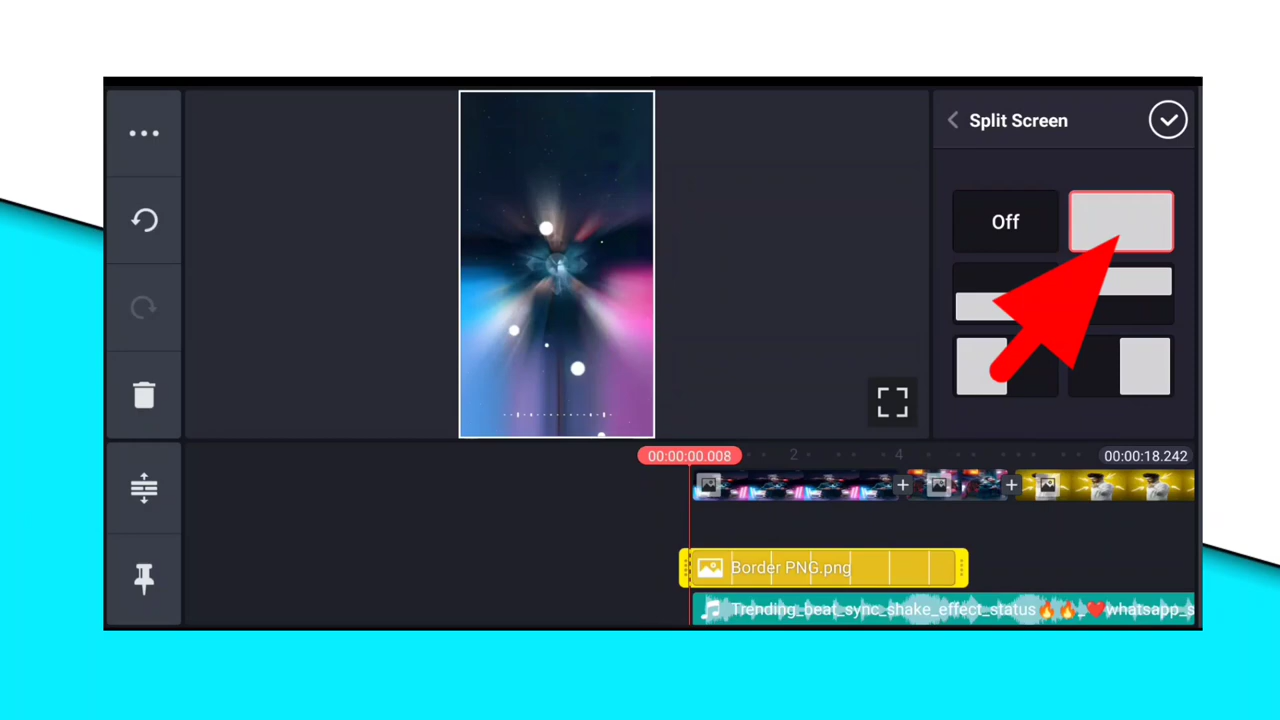 Split Screen
Off
00:00:00.008
2
4
00:00:18.242
Border PNG.png
Trending_beat_sync_shake_effect_status🔥🔥_❤️whatsapp_s